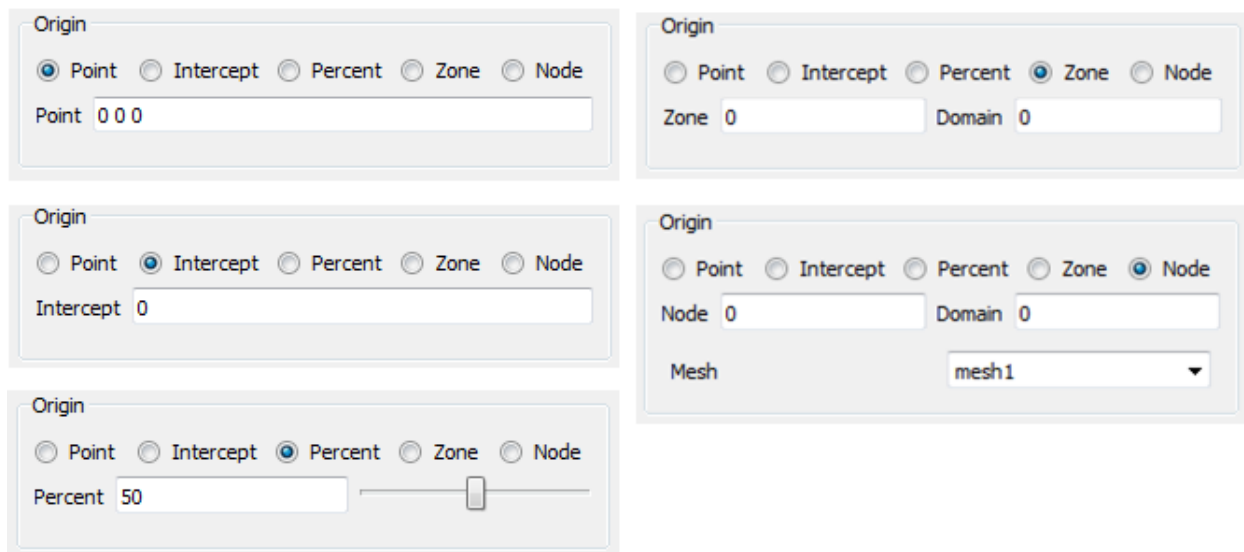 Origin
Point Intercept Percent Zone Node
Point 0 0 0
Origin
Point Intercept Percent Zone Node
Intercept 0
Origin
Point Intercept Percent Zone Node
Percent 50
Origin
Point Intercept Percent Zone Node
Zone 0 Domain 0
Origin
Point Intercept Percent Zone Node
Node 0 Domain 0
Mesh mesh1